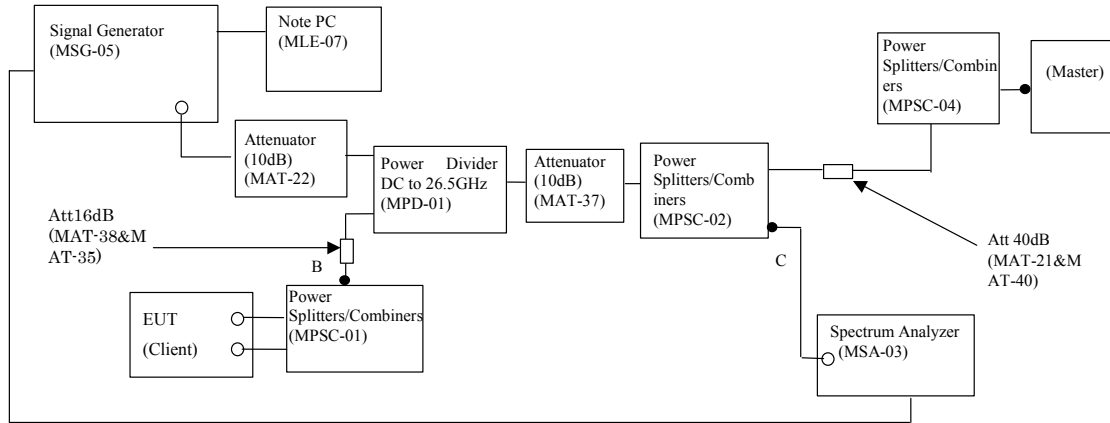 Signal Generator
(MSG-05)
Note PC
(MLE-07)
Power
Splitters/Combin
ers
(MPSC-04)
(Master)
Attenuator
(10dB)
(MAT-22)
Power Divider
DC to 26.5GHz
(MPD-01)
Attenuator
(10dB)
(MAT-37)
Power
Splitters/Comb
iners
(MPSC-02)
Att16dB
(MAT-38&M
AT-35)
B
C
Att 40dB
(MAT-21&M
AT-40)
EUT
(Client)
Power
Splitters/Combiners
(MPSC-01)
Spectrum Analyzer
(MSA-03)